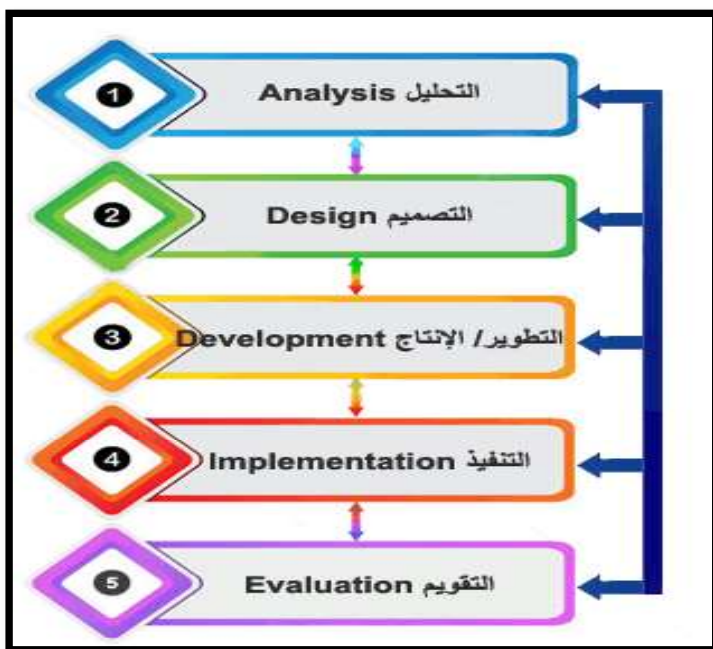 1
التحليل Analysis
2
التصميم Design
3
التطوير/ الإنتاج Development
4
التنفيذ Implementation
5
التقويم Evaluation